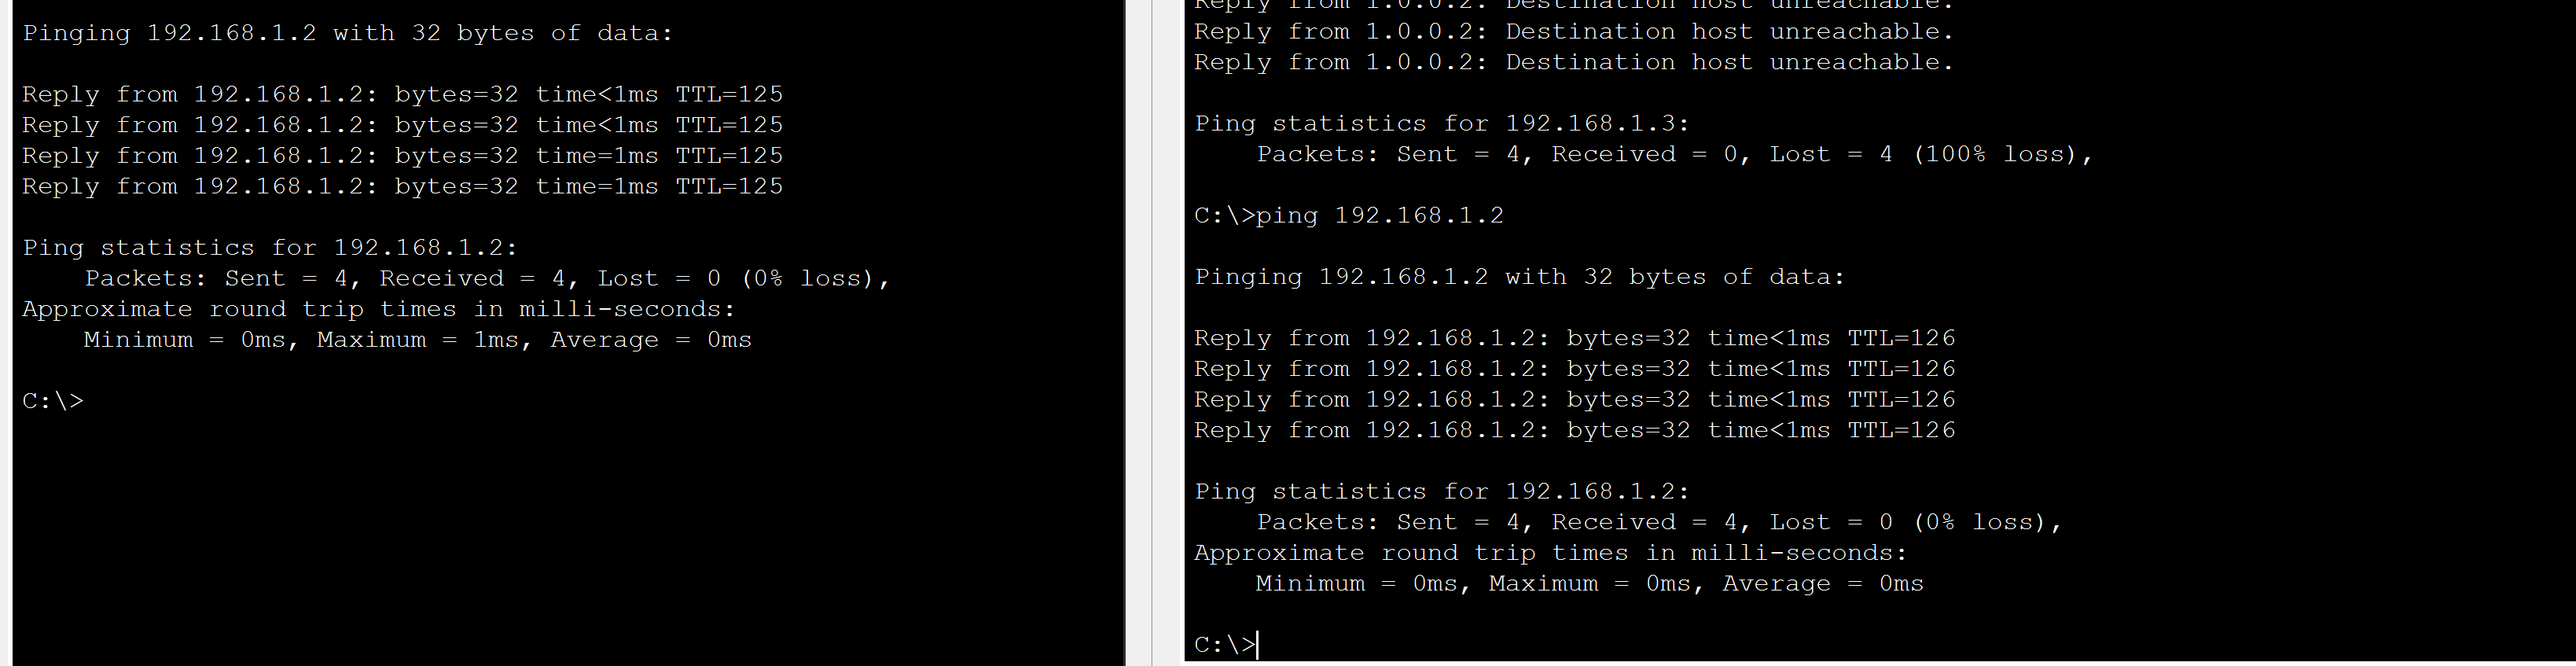 Pinging 192.168.1.2 with 32 bytes of data:
Reply from 192.168.1.2: bytes=32 time<1ms TTL=125
Reply from 192.168.1.2: bytes=32 time<1ms TTL=125
Reply from 192.168.1.2: bytes=32 time=1ms TTL=125
Reply from 192.168.1.2: bytes=32 time=1ms TTL=125
Ping statistics for 192.168.1.2:
Packets: Sent = 4, Received = 4, Lost = 0 (0% loss),
Approximate round trip times in milli-seconds:
Minimum = 0ms, Maximum = 1ms, Average = 0ms
C:\>
Reply from 1.0.0.2: Destination host unreachable.
Reply from 1.0.0.2: Destination host unreachable.
Reply from 1.0.0.2: Destination host unreachable.
Ping statistics for 192.168.1.3:
Packets: Sent = 4, Received = 0, Lost = 4 (100% loss),
C:\>ping 192.168.1.2
Pinging 192.168.1.2 with 32 bytes of data:
Reply from 192.168.1.2: bytes=32 time<1ms TTL=126
Reply from 192.168.1.2: bytes=32 time<1ms TTL=126
Reply from 192.168.1.2: bytes=32 time<1ms TTL=126
Reply from 192.168.1.2: bytes=32 time<1ms TTL=126
Ping statistics for 192.168.1.2:
Packets: Sent = 4, Received = 4, Lost = 0 (0% loss),
Approximate round trip times in milli-seconds:
Minimum = 0ms, Maximum = 0ms, Average = 0ms
C:\>